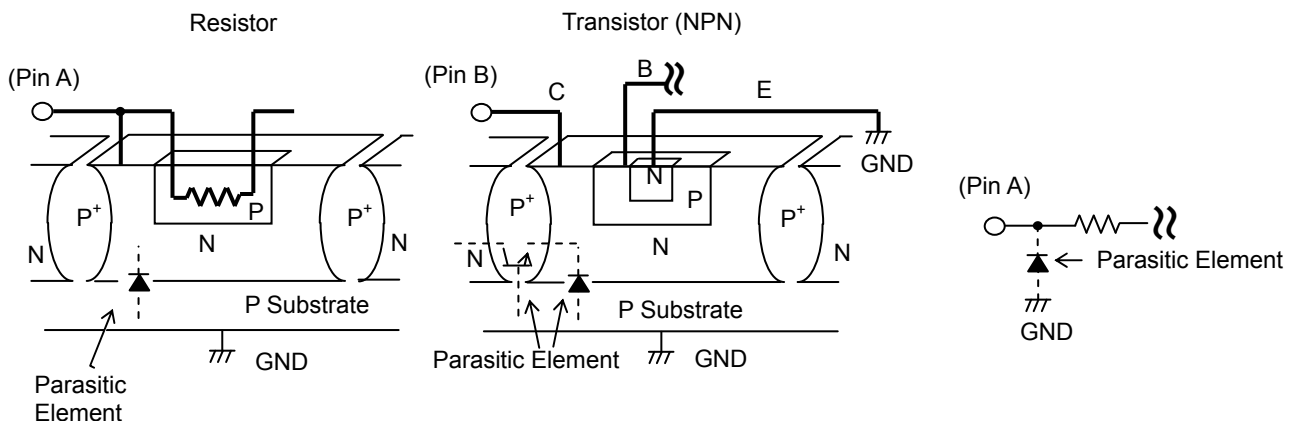 Resistor
(Pin A)
P⁺
P
P⁺
N
N
N
P Substrate
GND
Parasitic
Element
Transistor (NPN)
(Pin B)
C
B
E
GND
N
P
P⁺
P⁺
N
N
N
P Substrate
Parasitic Element
GND
(Pin A)
Parasitic Element
GND